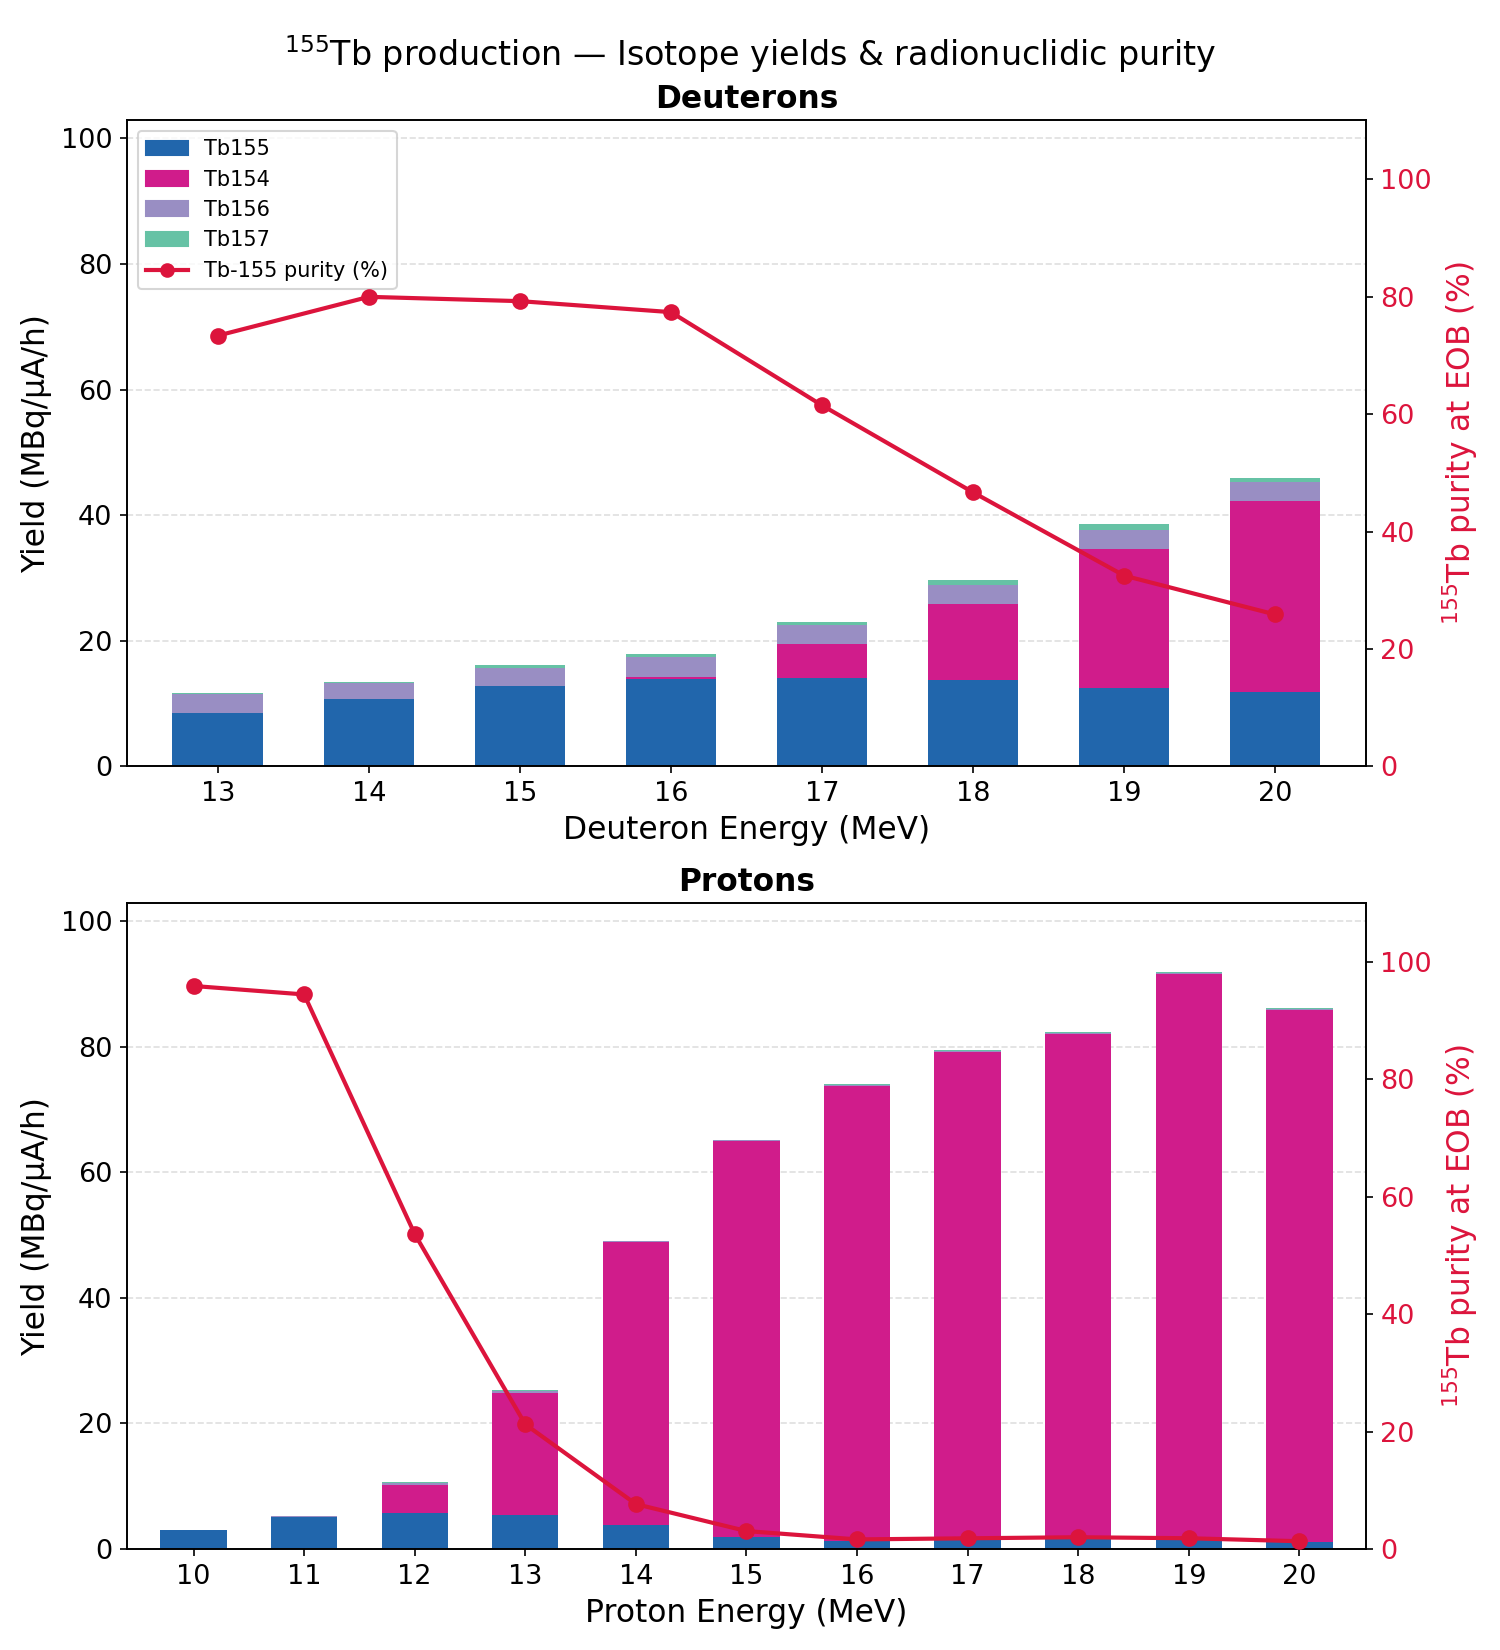 ¹⁵⁵Tb production — Isotope yields & radionuclidic purity
Deuterons
Tb155
Tb154
Tb156
Tb157
Tb-155 purity (%)
Yield (MBq/µA/h)
100
80
60
40
20
0
100
80
60
40
20
0
¹⁵⁵Tb purity at EOB (%)
13 14 15 16 17 18 19 20
Deuteron Energy (MeV)
Protons
Yield (MBq/µA/h)
100
80
60
40
20
0
100
80
60
40
20
0
¹⁵⁵Tb purity at EOB (%)
10 11 12 13 14 15 16 17 18 19 20
Proton Energy (MeV)